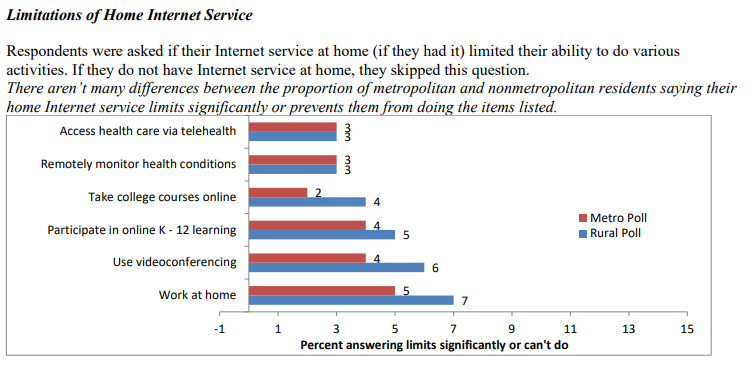 Limitations of Home Internet Service
Respondents were asked if their Internet service at home (if they had it) limited their ability to do various
activities. If they do not have Internet service at home, they skipped this question.
There aren't many differences between the proportion of metropolitan and nonmetropolitan residents saying their
home Internet service limits significantly or prevents them from doing the items listed.
Access health care via telehealth
3
3
Remotely monitor health conditions
3
3
Take college courses online
2
4
Participate in online K - 12 learning
4
5
Use videoconferencing
4
6
Work at home
5
7
Metro Poll
Rural Poll
-1 1 3 5 7 9 11 13 15
Percent answering limits significantly or can't do